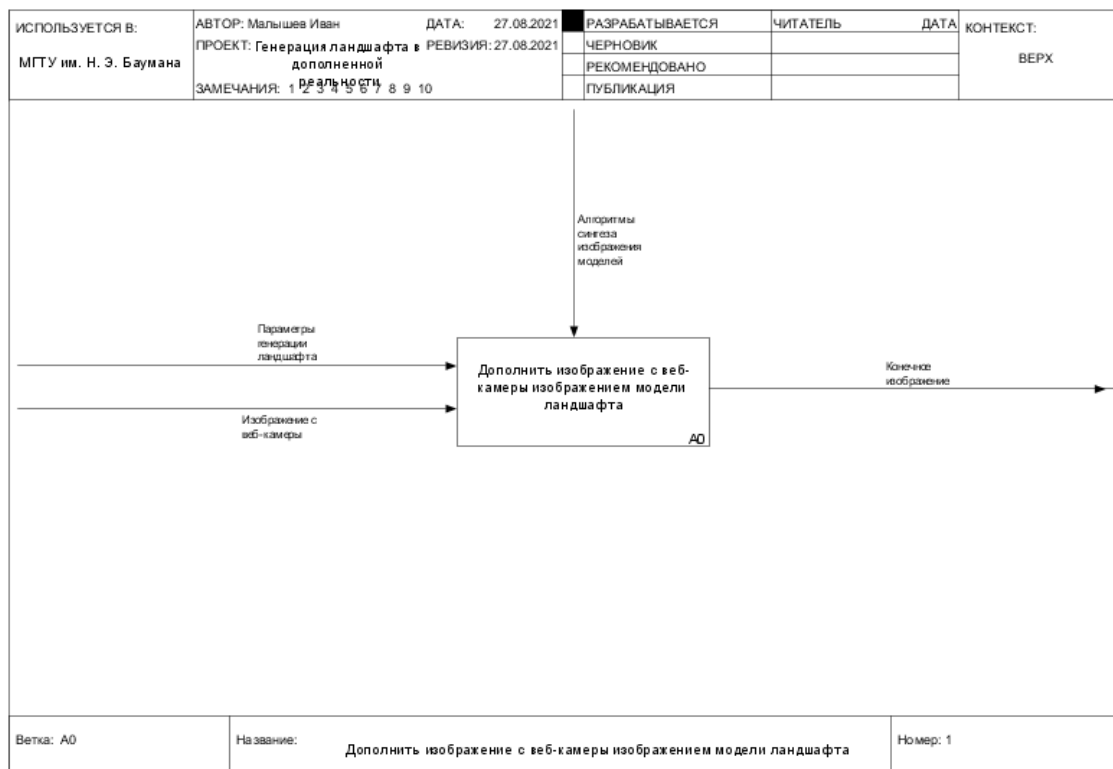 ИСПОЛЬЗУЕТСЯ В:
МГТУ им. Н. Э. Баумана
АВТОР: Малышев Иван
ДАТА: 27.08.2021
ПРОЕКТ: Генерация ландшафта в
дополненной
реальности
РЕВИЗИЯ: 27.08.2021
ЗАМЕЧАНИЯ: 1 2 3 4 5 6 7 8 9 10
РАЗРАБАТЫВАЕТСЯ
ЧЕРНОВИК
РЕКОМЕНДОВАНО
ПУБЛИКАЦИЯ
ЧИТАТЕЛЬ
ДАТА
КОНТЕКСТ:
ВЕРХ
Алгоритмы
синтеза
изображения
моделей
Параметры
генерации
ландшафта
Изображение с
веб-камеры
Дополнить изображение с веб-
камеры изображением модели
ландшафта
A0
Конечное
изображение
Ветка: A0
Название:
Дополнить изображение с веб-камеры изображением модели ландшафта
Номер: 1